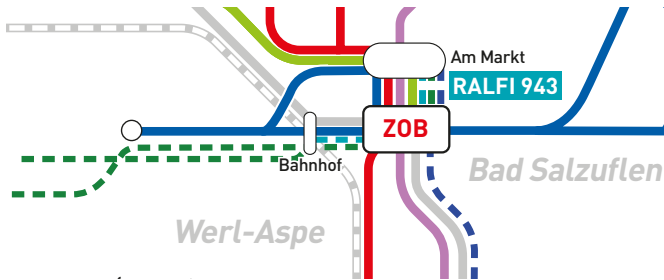 Am Markt
RALFI 943
ZOB
Bahnhof
Bad Salzuflen
Werl-Aspe